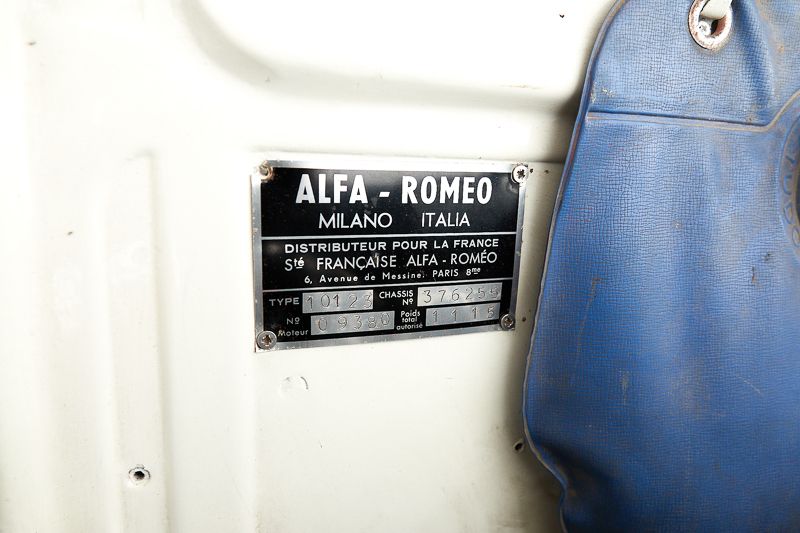 ALFA - ROMEO
MILANO ITALIA
DISTRIBUTEUR POUR LA FRANCE
Sté FRANÇAISE ALFA - ROMÉO
6, Avenue de Messine. PARIS 8me
TYPE 10123 CHASSIS No 376255
No Moteur 09380 Poids total autorisé 1115